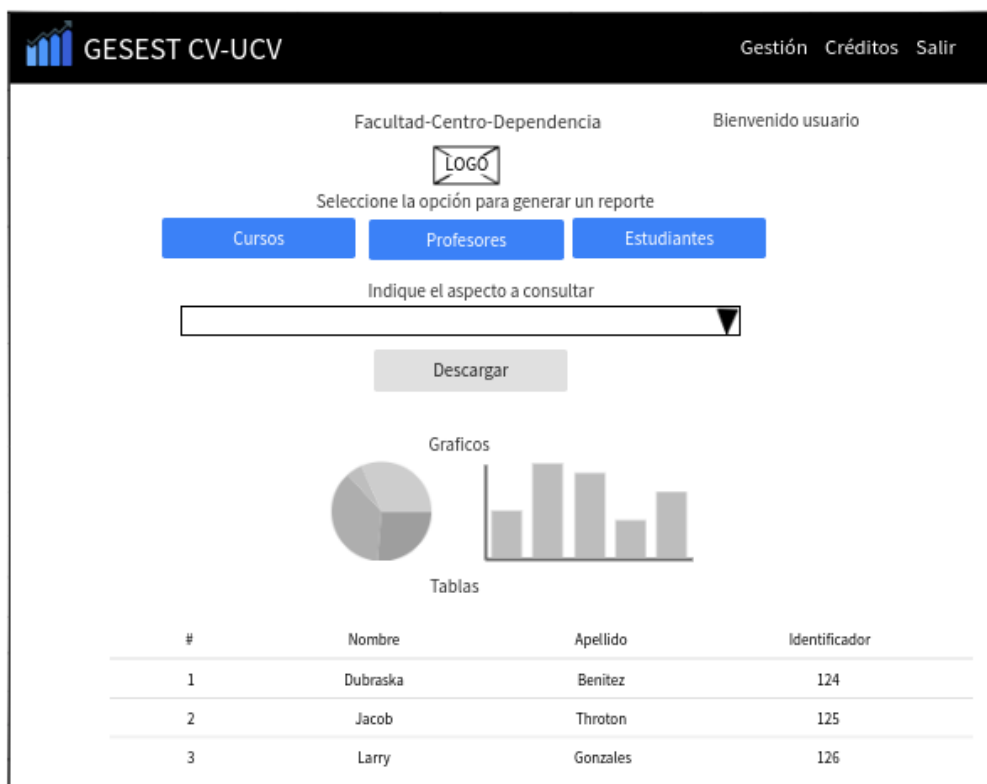 GESEST CV-UCV Gestión Créditos Salir
Facultad-Centro-Dependencia Bienvenido usuario
LOGO
Seleccione la opción para generar un reporte
Cursos Profesores Estudiantes
Indique el aspecto a consultar
Descargar
Graficos
Tablas
# Nombre Apellido Identificador
1 Dubraska Benitez 124
2 Jacob Throton 125
3 Larry Gonzales 126